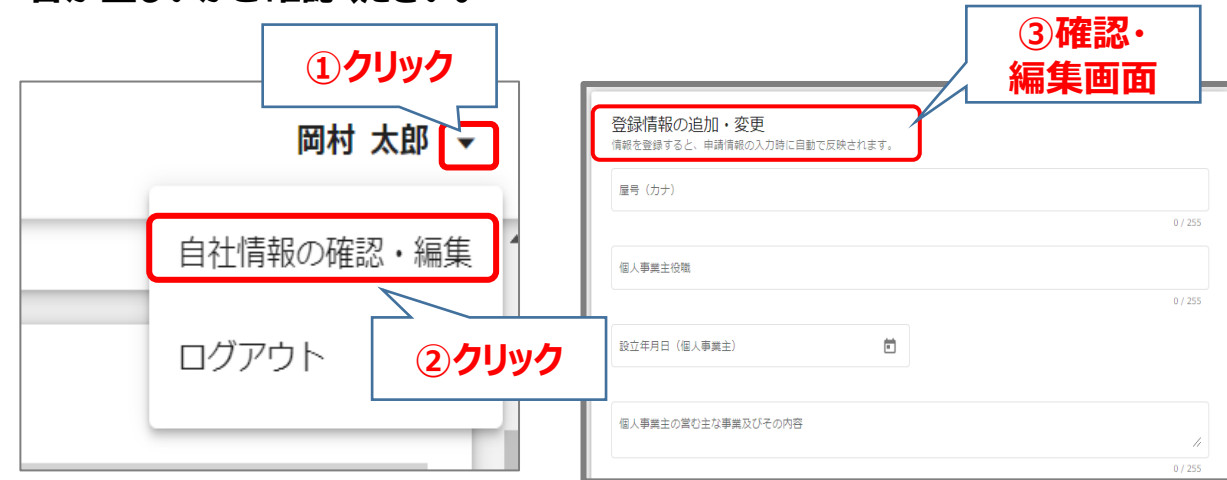 ①クリック
岡村 太郎
自社情報の確認・編集
ログアウト
②クリック
③確認・
編集画面
登録情報の追加・変更
情報を登録すると、申請情報の入力時に自動で反映されます。
屋号（カナ）
0 / 255
個人事業主役職
0 / 255
設立年月日（個人事業主）
個人事業主の営む主な事業及びその内容
0 / 255